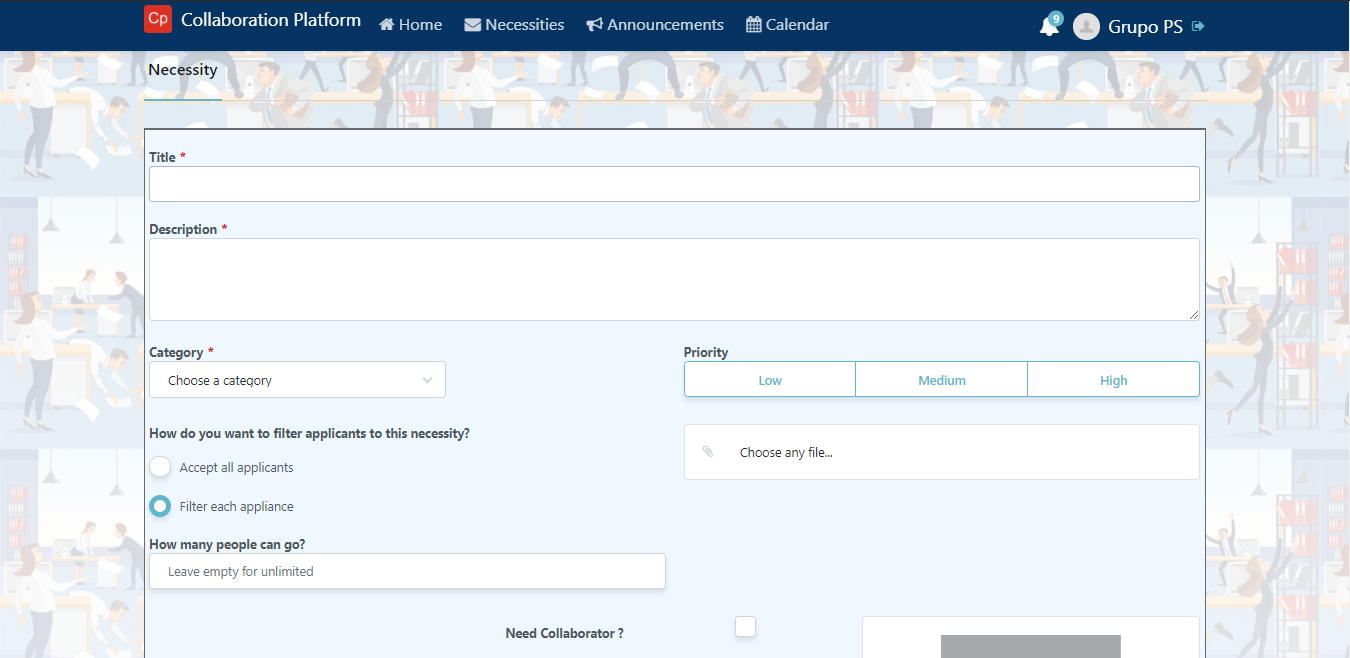 Cp Collaboration Platform Home Necessities Announcements Calendar 9 Grupo PS
Necessity
Title *
Description *
Category *
Priority
Choose a category
Low Medium High
How do you want to filter applicants to this necessity?
Choose any file...
Accept all applicants
Filter each appliance
How many people can go?
Leave empty for unlimited
Need Collaborator ?